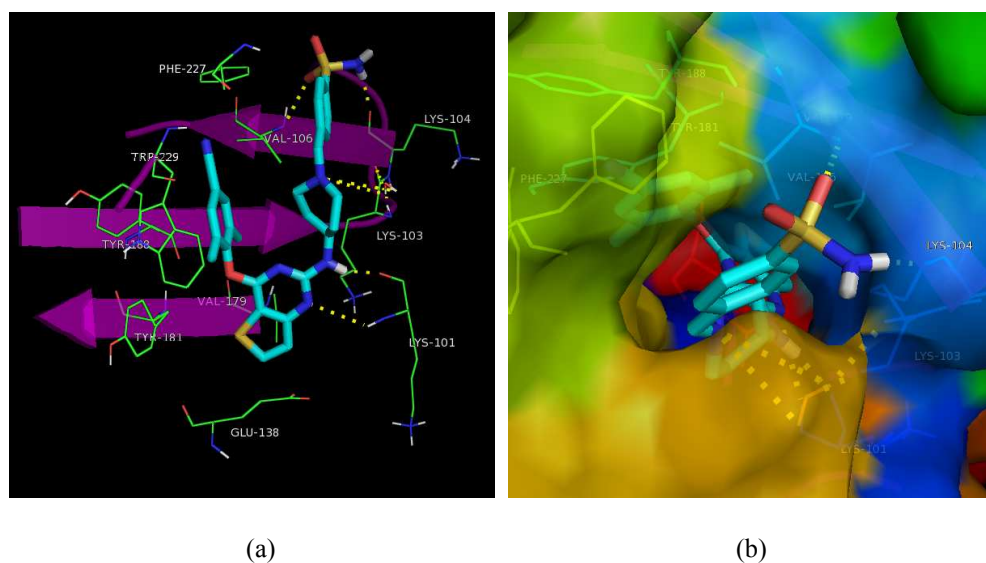 PHE-227
LYS-104
VAL-106
TRP-229
TYR-188
LYS-103
VAL-179
TYR-181
LYS-101
GLU-138
TYR-188
TYR-181
PHE-227
LYS-104
LYS-103
LYS-101
(a) (b)